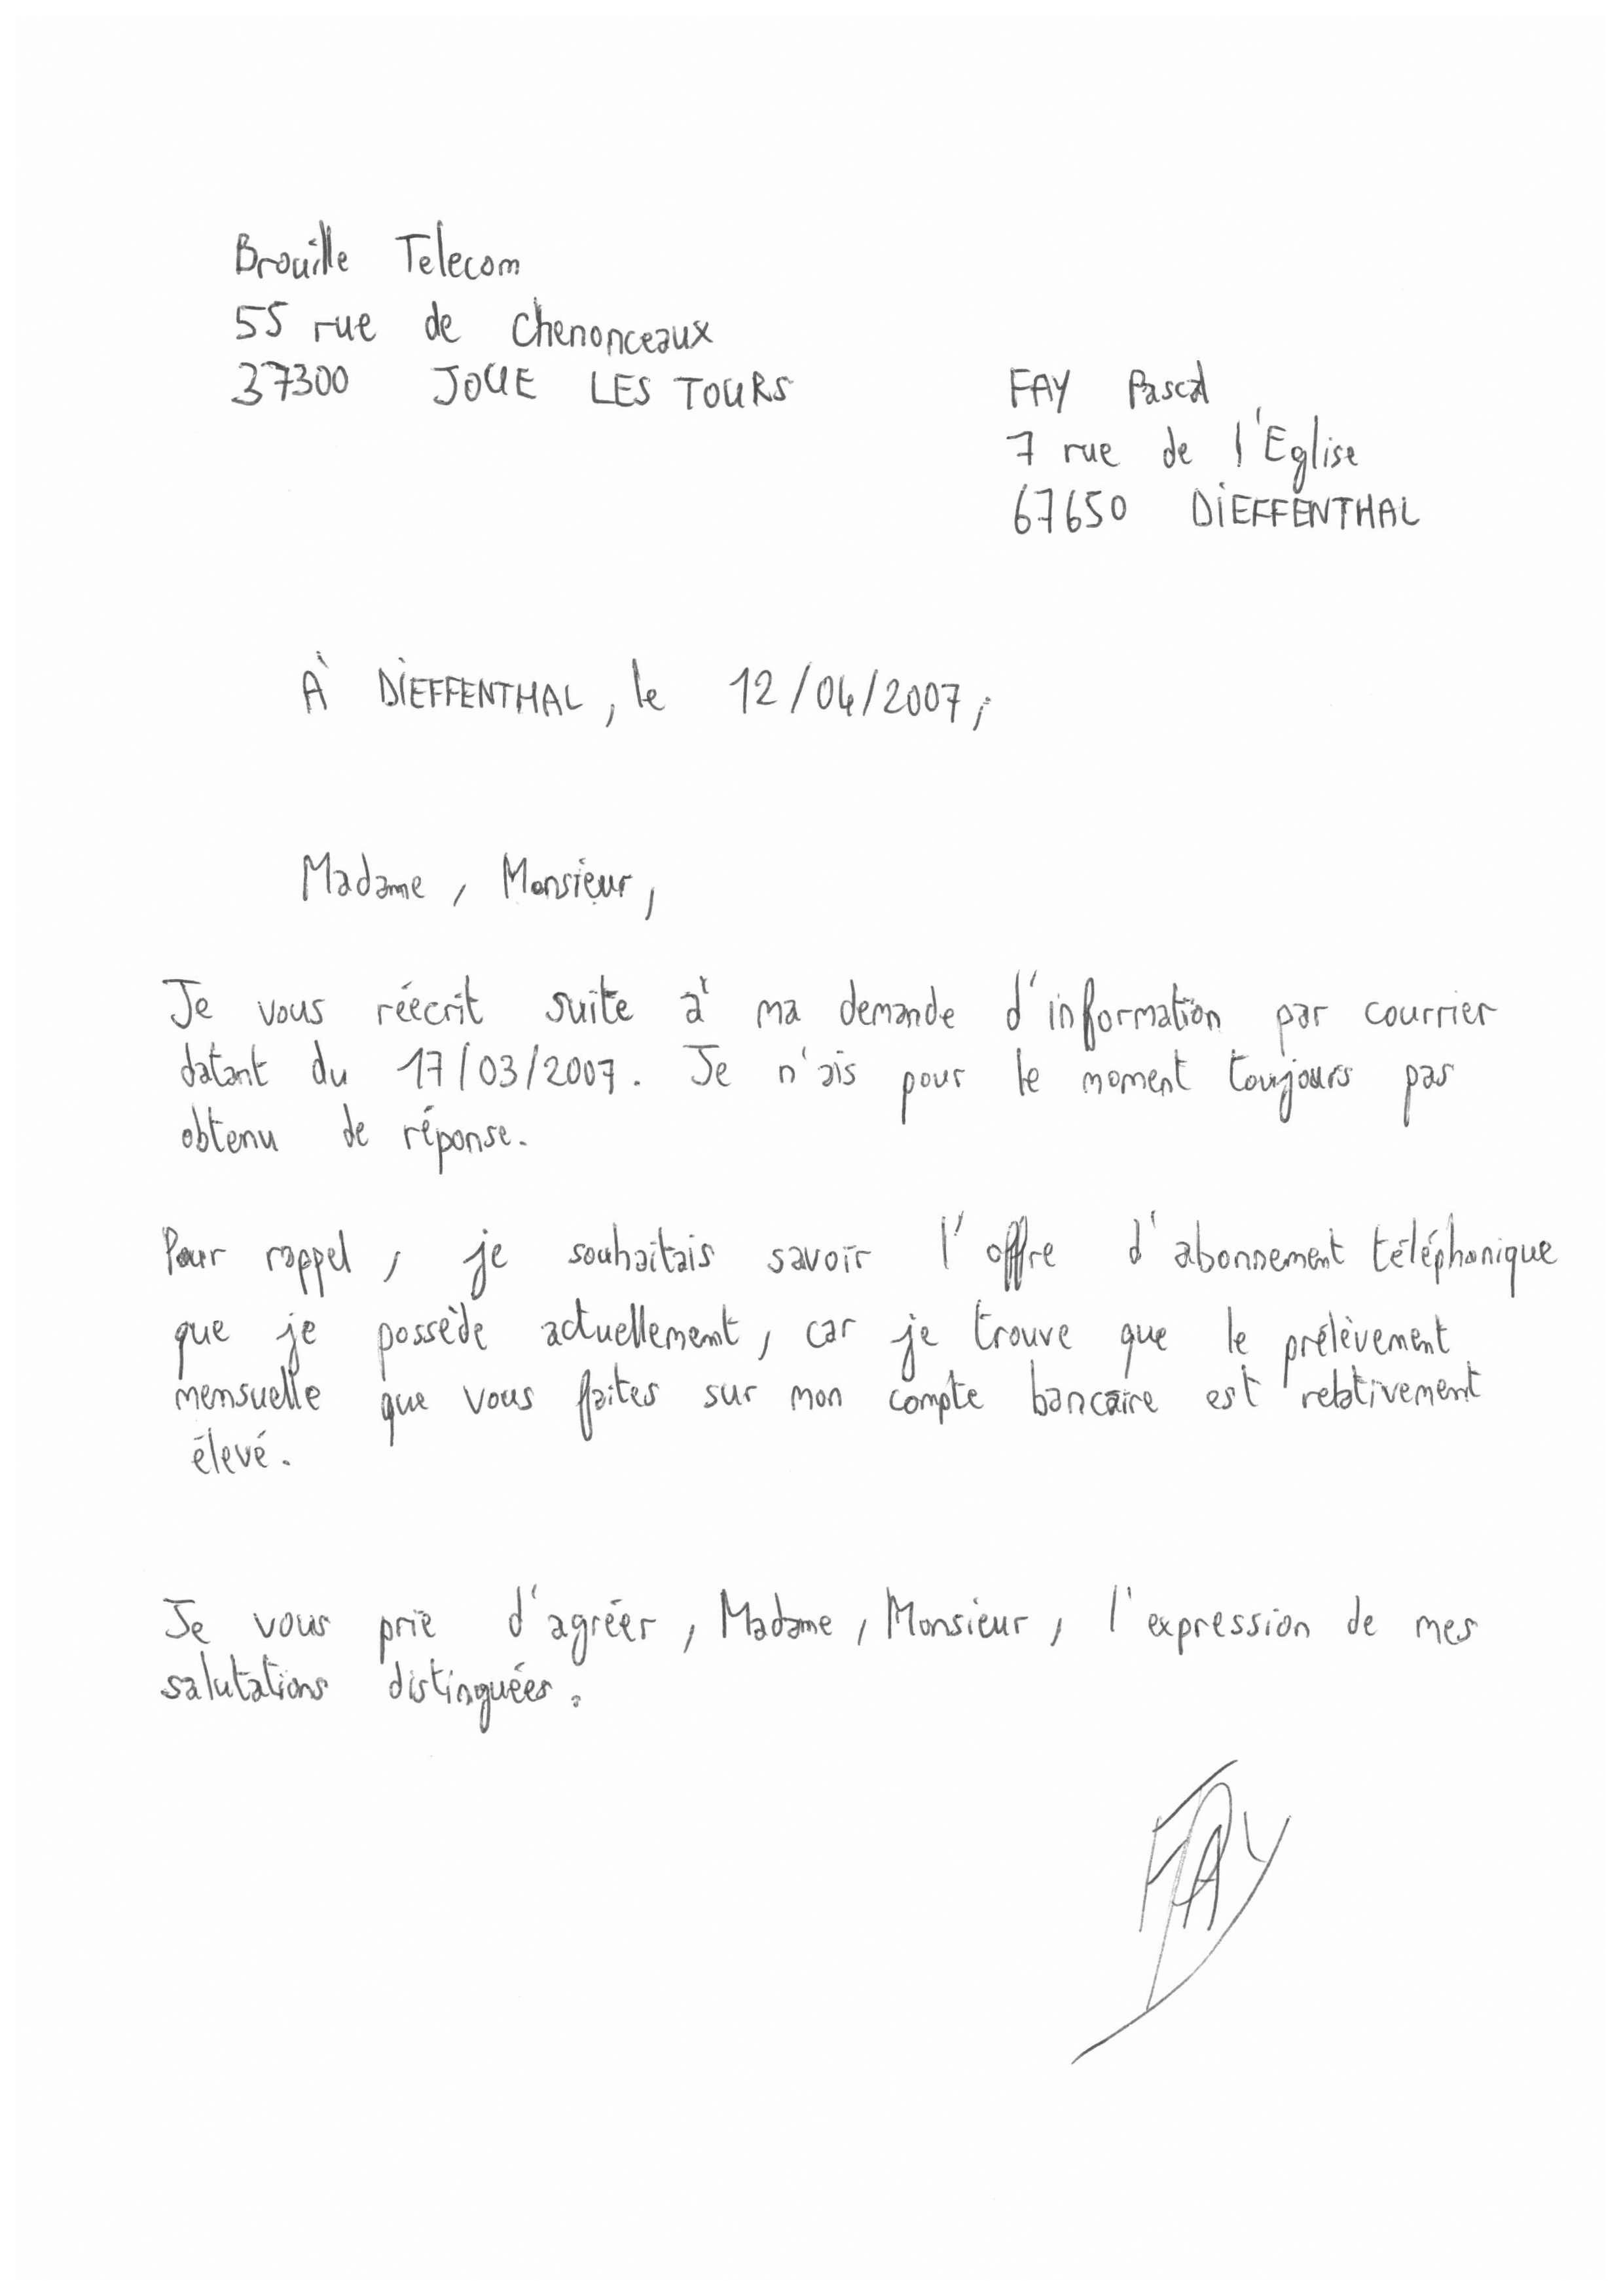 Brouille Telecom
55 rue de Chenonceaux
37300 JOUE LES TOURS
FAY Pascal
7 rue de l'Eglise
67650 DIEFFENTHAL
À DIEFFENTHAL, le 12/04/2007,
Madame, Monsieur,
Je vous réécrit suite à ma demande d'information par courrier
datant du 17/03/2007. Je n'ais pour le moment toujours pas
obtenu de réponse.
Pour rappel, je souhaitais savoir l'offre d'abonnement téléphonique
que je possède actuellement, car je trouve que le prélèvement
mensuelle que vous faites sur mon compte bancaire est relativement
élevé.
Je vous prie d'agréer, Madame, Monsieur, l'expression de mes
salutations distinguées.
FAY